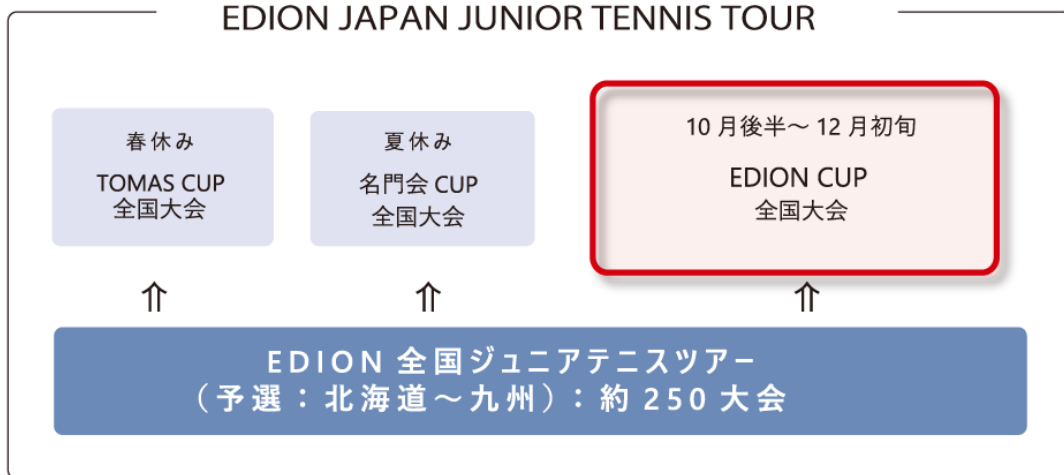 EDION JAPAN JUNIOR TENNIS TOUR
春休み
TOMAS CUP
全国大会
夏休み
名門会 CUP
全国大会
10 月後半～ 12 月初旬
EDION CUP
全国大会
⇑ ⇑ ⇑
EDION 全国ジュニアテニスツアー
（予選：北海道～九州）：約 250 大会